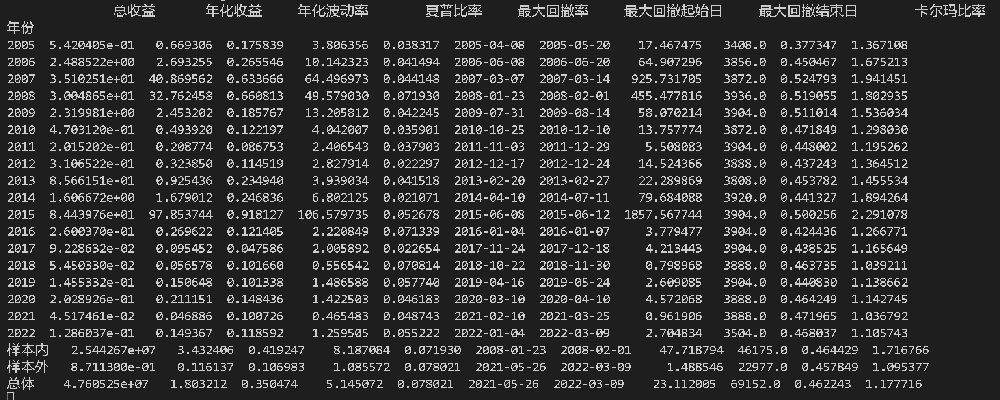 总收益 年化收益 年化波动率 夏普比率 最大回撤率 最大回撤起始日 最大回撤结束日 卡尔玛比率
年份
2005 5.420405e-01 0.669306 0.175839 3.806356 0.038317 2005-04-08 2005-05-20 17.467475 3408.0 0.377347 1.367108
2006 2.488522e+00 2.693255 0.265546 10.142323 0.041494 2006-06-08 2006-06-20 64.907296 3856.0 0.450467 1.675213
2007 3.510251e+01 40.869562 0.633666 64.496973 0.044148 2007-03-07 2007-03-14 925.731705 3872.0 0.524793 1.941451
2008 3.004865e+01 32.762458 0.660813 49.579030 0.071930 2008-01-23 2008-02-01 455.477816 3936.0 0.519055 1.802935
2009 2.319981e+00 2.453202 0.185767 13.205812 0.042245 2009-07-31 2009-08-14 58.070214 3904.0 0.511014 1.536034
2010 4.703120e-01 0.493920 0.122197 4.042007 0.035901 2010-10-25 2010-12-10 13.757774 3872.0 0.471849 1.298030
2011 2.015202e-01 0.208774 0.086753 2.406543 0.037903 2011-11-03 2011-12-29 5.508083 3904.0 0.448002 1.195262
2012 3.106522e-01 0.323850 0.114519 2.827914 0.022297 2012-12-17 2012-12-24 14.524366 3888.0 0.437243 1.364512
2013 8.566151e-01 0.925436 0.234940 3.939034 0.041518 2013-02-20 2013-02-27 22.289869 3808.0 0.453782 1.455534
2014 1.606672e+00 1.679012 0.246836 6.802125 0.021071 2014-04-10 2014-07-11 79.684088 3920.0 0.441327 1.894264
2015 8.443976e+01 97.853744 0.918127 106.579735 0.052678 2015-06-08 2015-06-12 1857.567744 3904.0 0.500256 2.291078
2016 2.600370e-01 0.269622 0.121405 2.220849 0.071339 2016-01-04 2016-01-07 3.779477 3904.0 0.424436 1.266771
2017 9.228632e-02 0.095452 0.047586 2.005892 0.022654 2017-11-24 2017-12-18 4.213443 3904.0 0.438525 1.165649
2018 5.450330e-02 0.056578 0.101660 0.556542 0.070814 2018-10-22 2018-11-30 0.798968 3888.0 0.463735 1.039211
2019 1.455332e-01 0.150648 0.101338 1.486588 0.057740 2019-04-16 2019-05-24 2.609085 3904.0 0.440830 1.138662
2020 2.028926e-01 0.211151 0.148436 1.422503 0.046183 2020-03-10 2020-04-10 4.572068 3888.0 0.464249 1.142745
2021 4.517461e-02 0.046886 0.100726 0.465483 0.048743 2021-02-10 2021-03-25 0.961906 3888.0 0.471965 1.036792
2022 1.286037e-01 0.149367 0.118592 1.259505 0.055222 2022-01-04 2022-03-09 2.704834 3504.0 0.468037 1.105743
样本内 2.544267e+07 3.432406 0.419247 8.187084 0.071930 2008-01-23 2008-02-01 47.718794 46175.0 0.464429 1.716766
样本外 8.711300e-01 0.116137 0.106983 1.085572 0.078021 2021-05-26 2022-03-09 1.488546 22977.0 0.457849 1.095377
总体 4.760525e+07 1.803212 0.350474 5.145072 0.078021 2021-05-26 2022-03-09 23.112005 69152.0 0.462243 1.177716